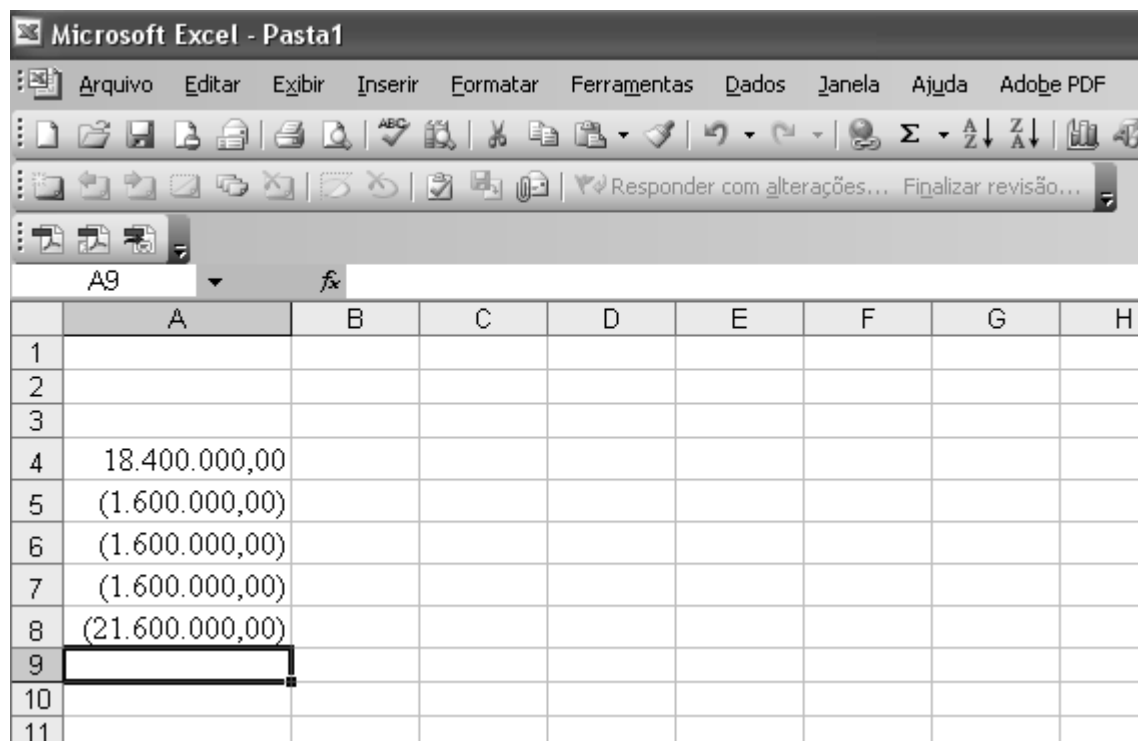 Microsoft Excel - Pasta1
Arquivo Editar Exibir Inserir Formatar Ferramentas Dados Janela Ajuda Adobe PDF
ABC Σ A Z Z A
Responder com alterações... Finalizar revisão...
A9 fx
A B C D E F G H
1
2
3
4 18.400.000,00
5 (1.600.000,00)
6 (1.600.000,00)
7 (1.600.000,00)
8 (21.600.000,00)
9
10
11